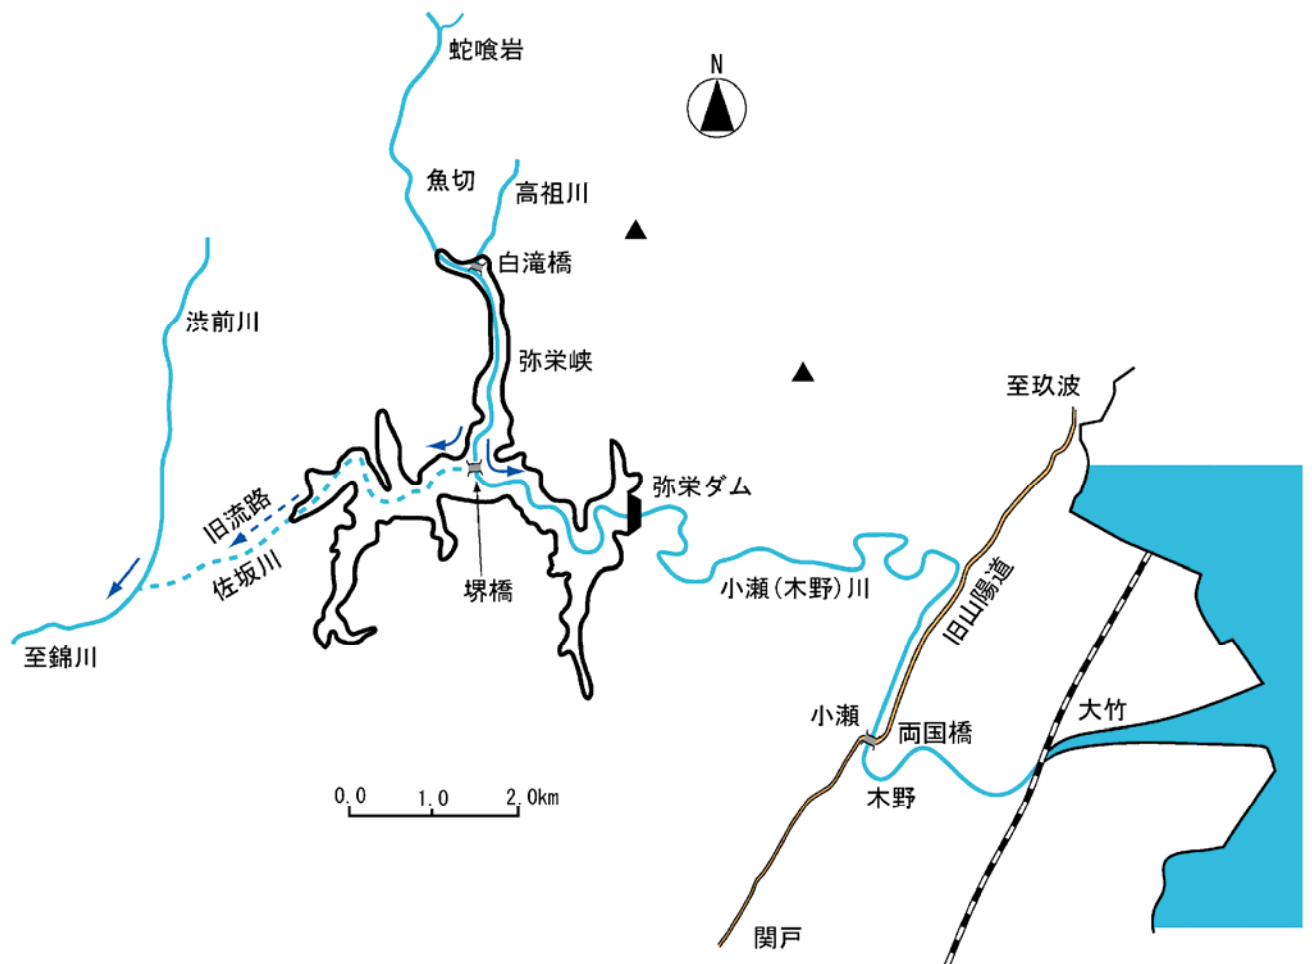 蛇喰岩
N
魚切
高祖川
白滝橋
渋前川
弥栄峡
至玖波
旧流路
弥栄ダム
佐坂川
堺橋
小瀬(木野)川
旧山陽道
至錦川
小瀬
両国橋
大竹
0.0 1.0 2.0km
木野
関戸